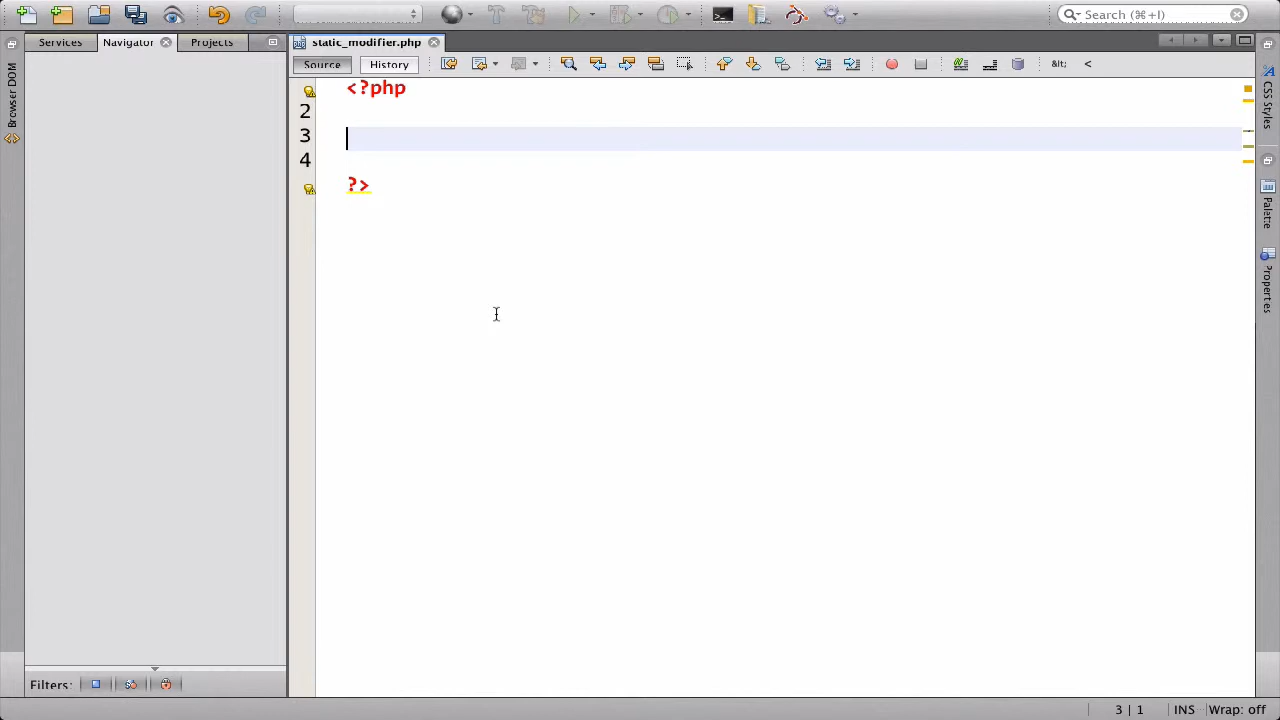 Search (⌘+I)
Services
Navigator
Projects
static_modifier.php
Source
History
&lt;
<
Browser DOM
<?php
2
3
4
?>
CSS Styles
Palette
Properties
Filters:
3 | 1
INS
Wrap: off